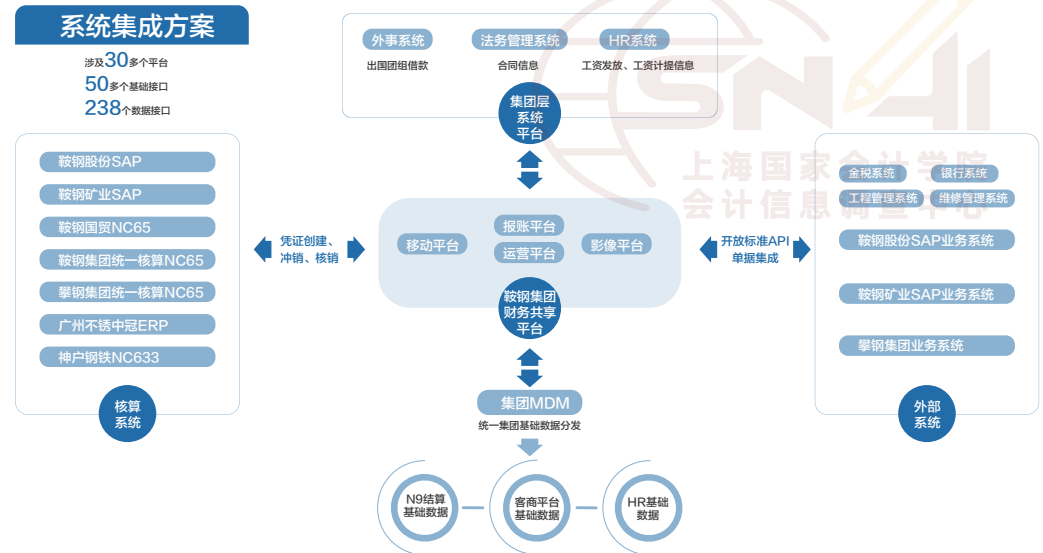 系统集成方案
涉及30多个平台
50多个基础接口
238个数据接口
外事系统
法务管理系统
HR系统
出国团组借款
合同信息
工资发放、工资计提信息
集团层
系统
平台
鞍钢股份SAP
鞍钢矿业SAP
鞍钢国贸NC65
鞍钢集团统一核算NC65
攀钢集团统一核算NC65
广州不锈中冠ERP
神户钢铁NC633
核算
系统
凭证创建、
冲销、核销
移动平台
报账平台
运营平台
影像平台
鞍钢集团
财务共享
平台
开放标准API
单据集成
金税系统
银行系统
工程管理系统
维修管理系统
鞍钢股份SAP业务系统
鞍钢矿业SAP业务系统
攀钢集团业务系统
外部
系统
集团MDM
统一集团基础数据分发
N9结算
基础数据
客商平台
基础数据
HR基础
数据
SNAI
上海国家会计学院
会计信息调查中心